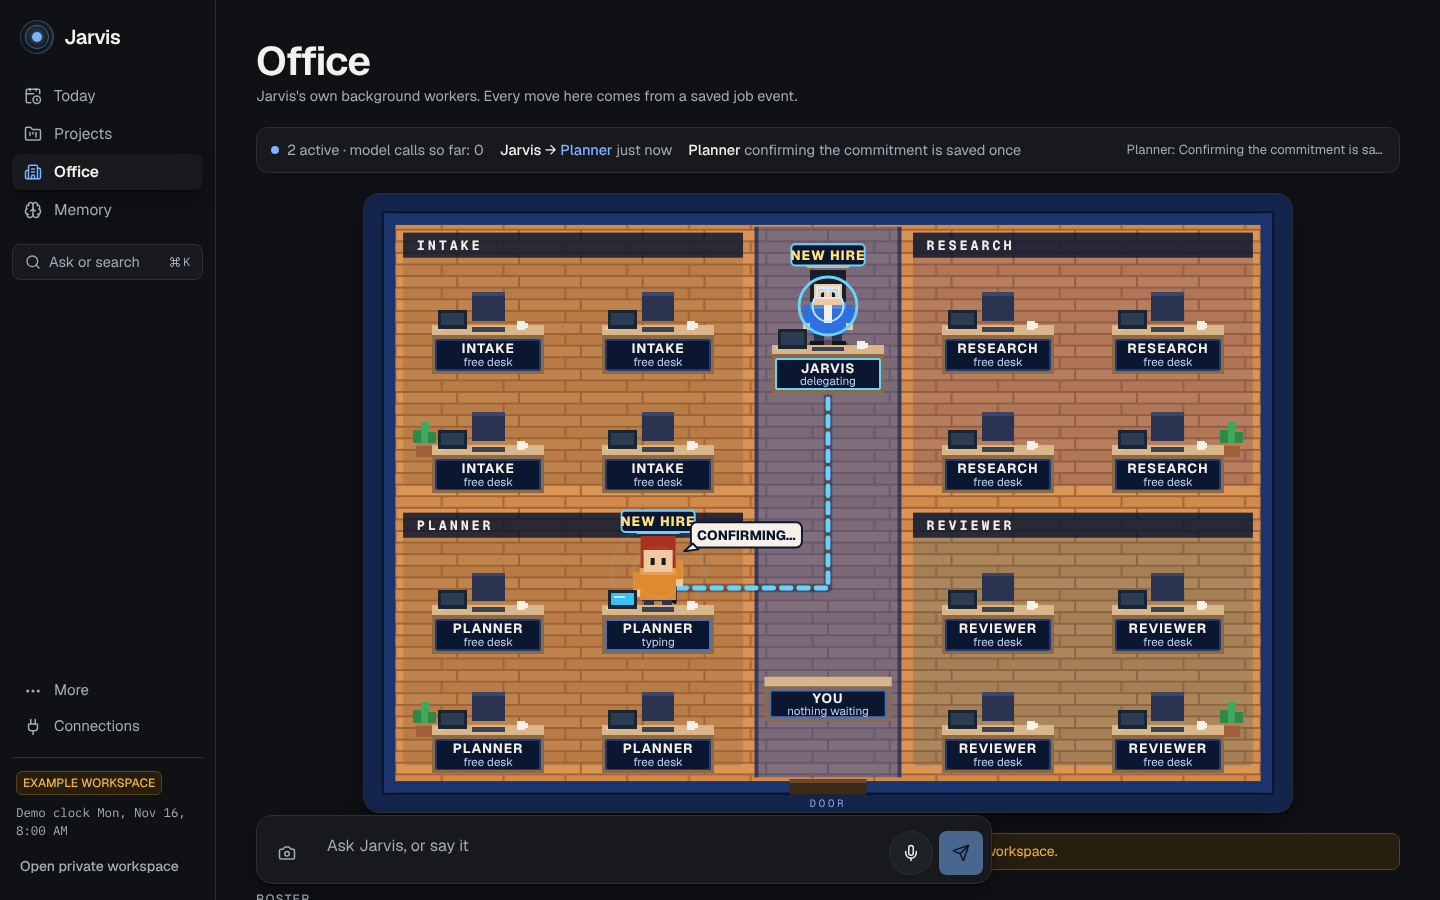 Jarvis
Today
Projects
Office
Memory
Ask or search ⌘ K
More
Connections
EXAMPLE WORKSPACE
Demo clock Mon, Nov 16,
8:00 AM
Open private workspace
Office
Jarvis's own background workers. Every move here comes from a saved job event.
2 active · model calls so far: 0 Jarvis → Planner just now Planner confirming the commitment is saved once Planner: Confirming the commitment is sa…
INTAKE
NEW HIRE
RESEARCH
INTAKE
free desk
INTAKE
free desk
JARVIS
delegating
RESEARCH
free desk
RESEARCH
free desk
INTAKE
free desk
INTAKE
free desk
RESEARCH
free desk
RESEARCH
free desk
PLANNER
NEW HIRE
CONFIRMING...
REVIEWER
PLANNER
free desk
PLANNER
typing
REVIEWER
free desk
REVIEWER
free desk
YOU
nothing waiting
PLANNER
free desk
PLANNER
free desk
REVIEWER
free desk
REVIEWER
free desk
DOOR
Ask Jarvis, or say it
workspace.
ROSTER